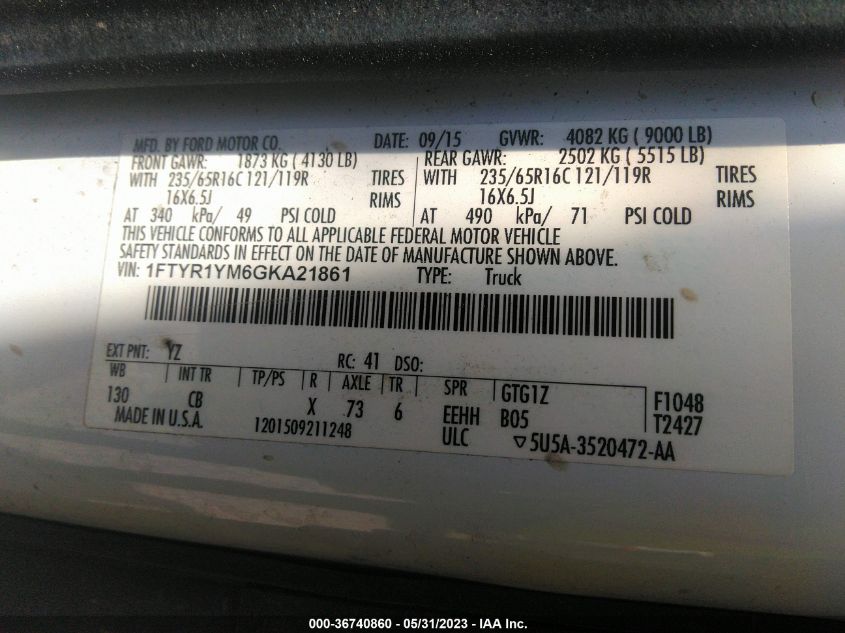 MFD. BY FORD MOTOR CO. DATE: 09/15 GVWR: 4082 KG ( 9000 LB)
FRONT GAWR: 1873 KG ( 4130 LB) REAR GAWR: 2502 KG ( 5515 LB)
WITH 235/65R16C 121/119R TIRES WITH 235/65R16C 121/119R TIRES
16X6.5J RIMS 16X6.5J RIMS
AT 340 kPa/ 49 PSI COLD AT 490 kPa/ 71 PSI COLD
THIS VEHICLE CONFORMS TO ALL APPLICABLE FEDERAL MOTOR VEHICLE
SAFETY STANDARDS IN EFFECT ON THE DATE OF MANUFACTURE SHOWN ABOVE.
VIN: 1FTYR1YM6GKA21861 TYPE: Truck
EXT PNT: YZ RC: 41 DSO:
WB INT TR TP/PS R AXLE TR SPR GTG1Z F1048
130 CB X 73 6 EEHH B05 T2427
MADE IN U.S.A. 1201509211248 ULC ▽5U5A-3520472-AA
000-36740860 - 05/31/2023 - IAA Inc.